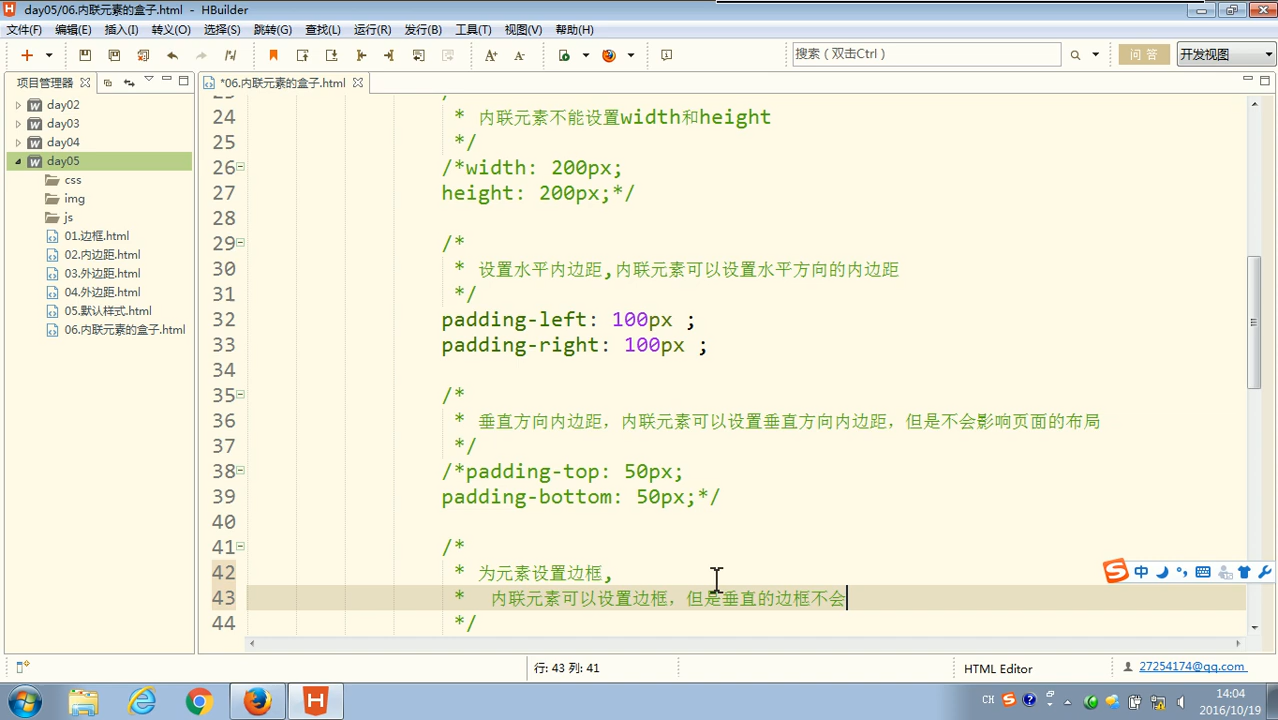 day05/06.内联元素的盒子.html - HBuilder
文件(F) 编辑(E) 插入(I) 转义(O) 选择(S) 跳转(G) 查找(L) 运行(R) 发行(B) 工具(T) 视图(V) 帮助(H)
搜索（双击Ctrl）
问 答
开发视图
项目管理器
*06.内联元素的盒子.html
day02
day03
day04
day05
css
img
js
01.边框.html
02.内边距.html
03.外边距.html
04.外边距.html
05.默认样式.html
06.内联元素的盒子.html
24 * 内联元素不能设置width和height
25 */
26 /*width: 200px;
27 height: 200px;*/
28
29 /*
30 * 设置水平内边距,内联元素可以设置水平方向的内边距
31 */
32 padding-left: 100px ;
33 padding-right: 100px ;
34
35 /*
36 * 垂直方向内边距，内联元素可以设置垂直方向内边距，但是不会影响页面的布局
37 */
38 /*padding-top: 50px;
39 padding-bottom: 50px;*/
40
41 /*
42 * 为元素设置边框,
43 * 内联元素可以设置边框，但是垂直的边框不会
44 */
中
行: 43 列: 41
HTML Editor
27254174@qq.com
CH
14:04
2016/10/19